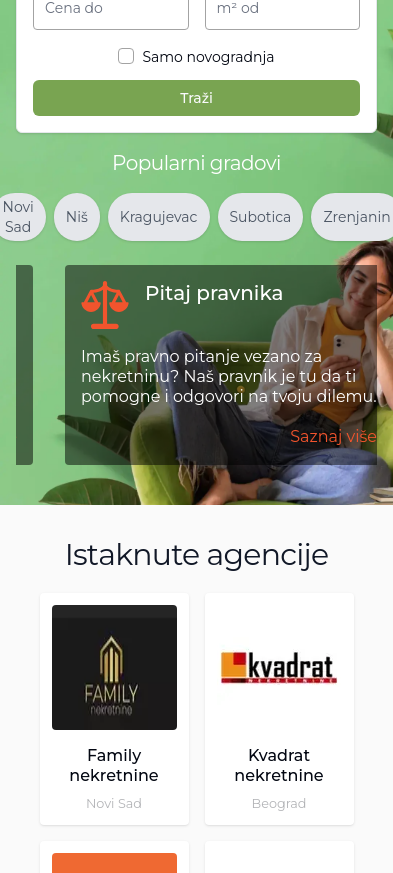 Cena do
m² od
Samo novogradnja
Traži
Popularni gradovi
Novi
Sad
Niš
Kragujevac
Subotica
Zrenjanin
Pitaj pravnika
Imaš pravno pitanje vezano za
nekretninu? Naš pravnik je tu da ti
pomogne i odgovori na tvoju dilemu.
Saznaj više
Istaknute agencije
FAMILY
nekretnine
kvadrat
NEKRETNINE
Family
nekretnine
Novi Sad
Kvadrat
nekretnine
Beograd